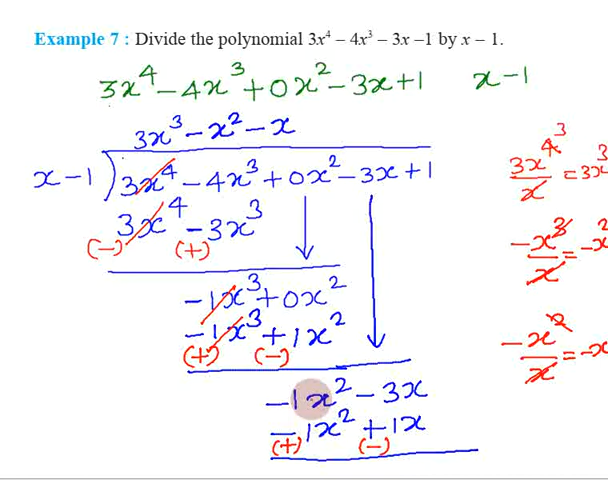 Example 7 : Divide the polynomial 3x⁴ – 4x³ – 3x –1 by x – 1.
3x⁴ – 4x³ + 0x² – 3x + 1 x – 1
3x³ – x² – x
x – 1 ) 3x⁴ – 4x³ + 0x² – 3x + 1
3x⁴ – 3x³
(–) (+)
–1x³ + 0x²
–1x³ + 1x²
(+) (–)
–1x² – 3x
–1x² + 1x
(+) (–)
3x⁴/x = 3x³
3
–x³/x = –x²
2
–x²/x = –x